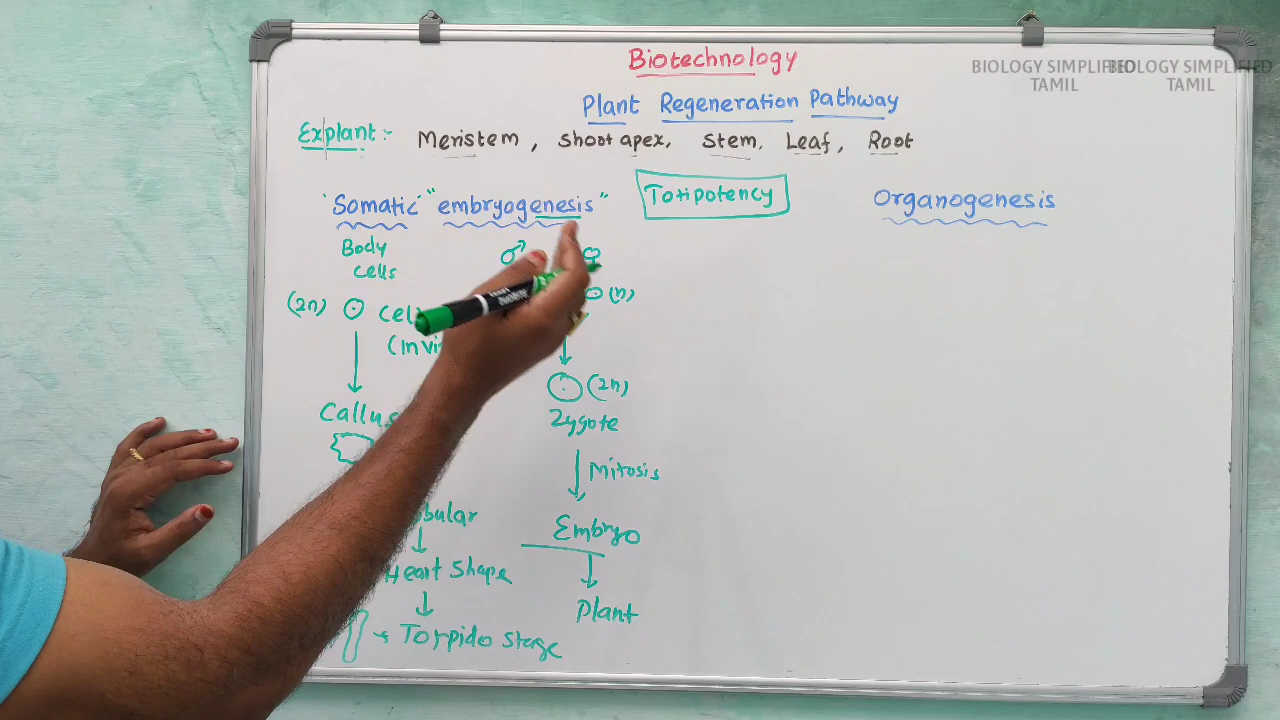 Biotechnology
BIOLOGY SIMPLIFIED
TAMIL
BIOLOGY SIMPLIFIED
TAMIL
Plant Regeneration Pathway
Explant:- Meristem, Shoot apex, Stem, Leaf, Root
'Somatic' "embryogenesis"
Totipotency
Organogenesis
Body
cells
♂ ♀
(2n)
(n)
Callus
(2n)
Zygote
Mitosis
Embryo
Heart Shape
Plant
Torpido stage